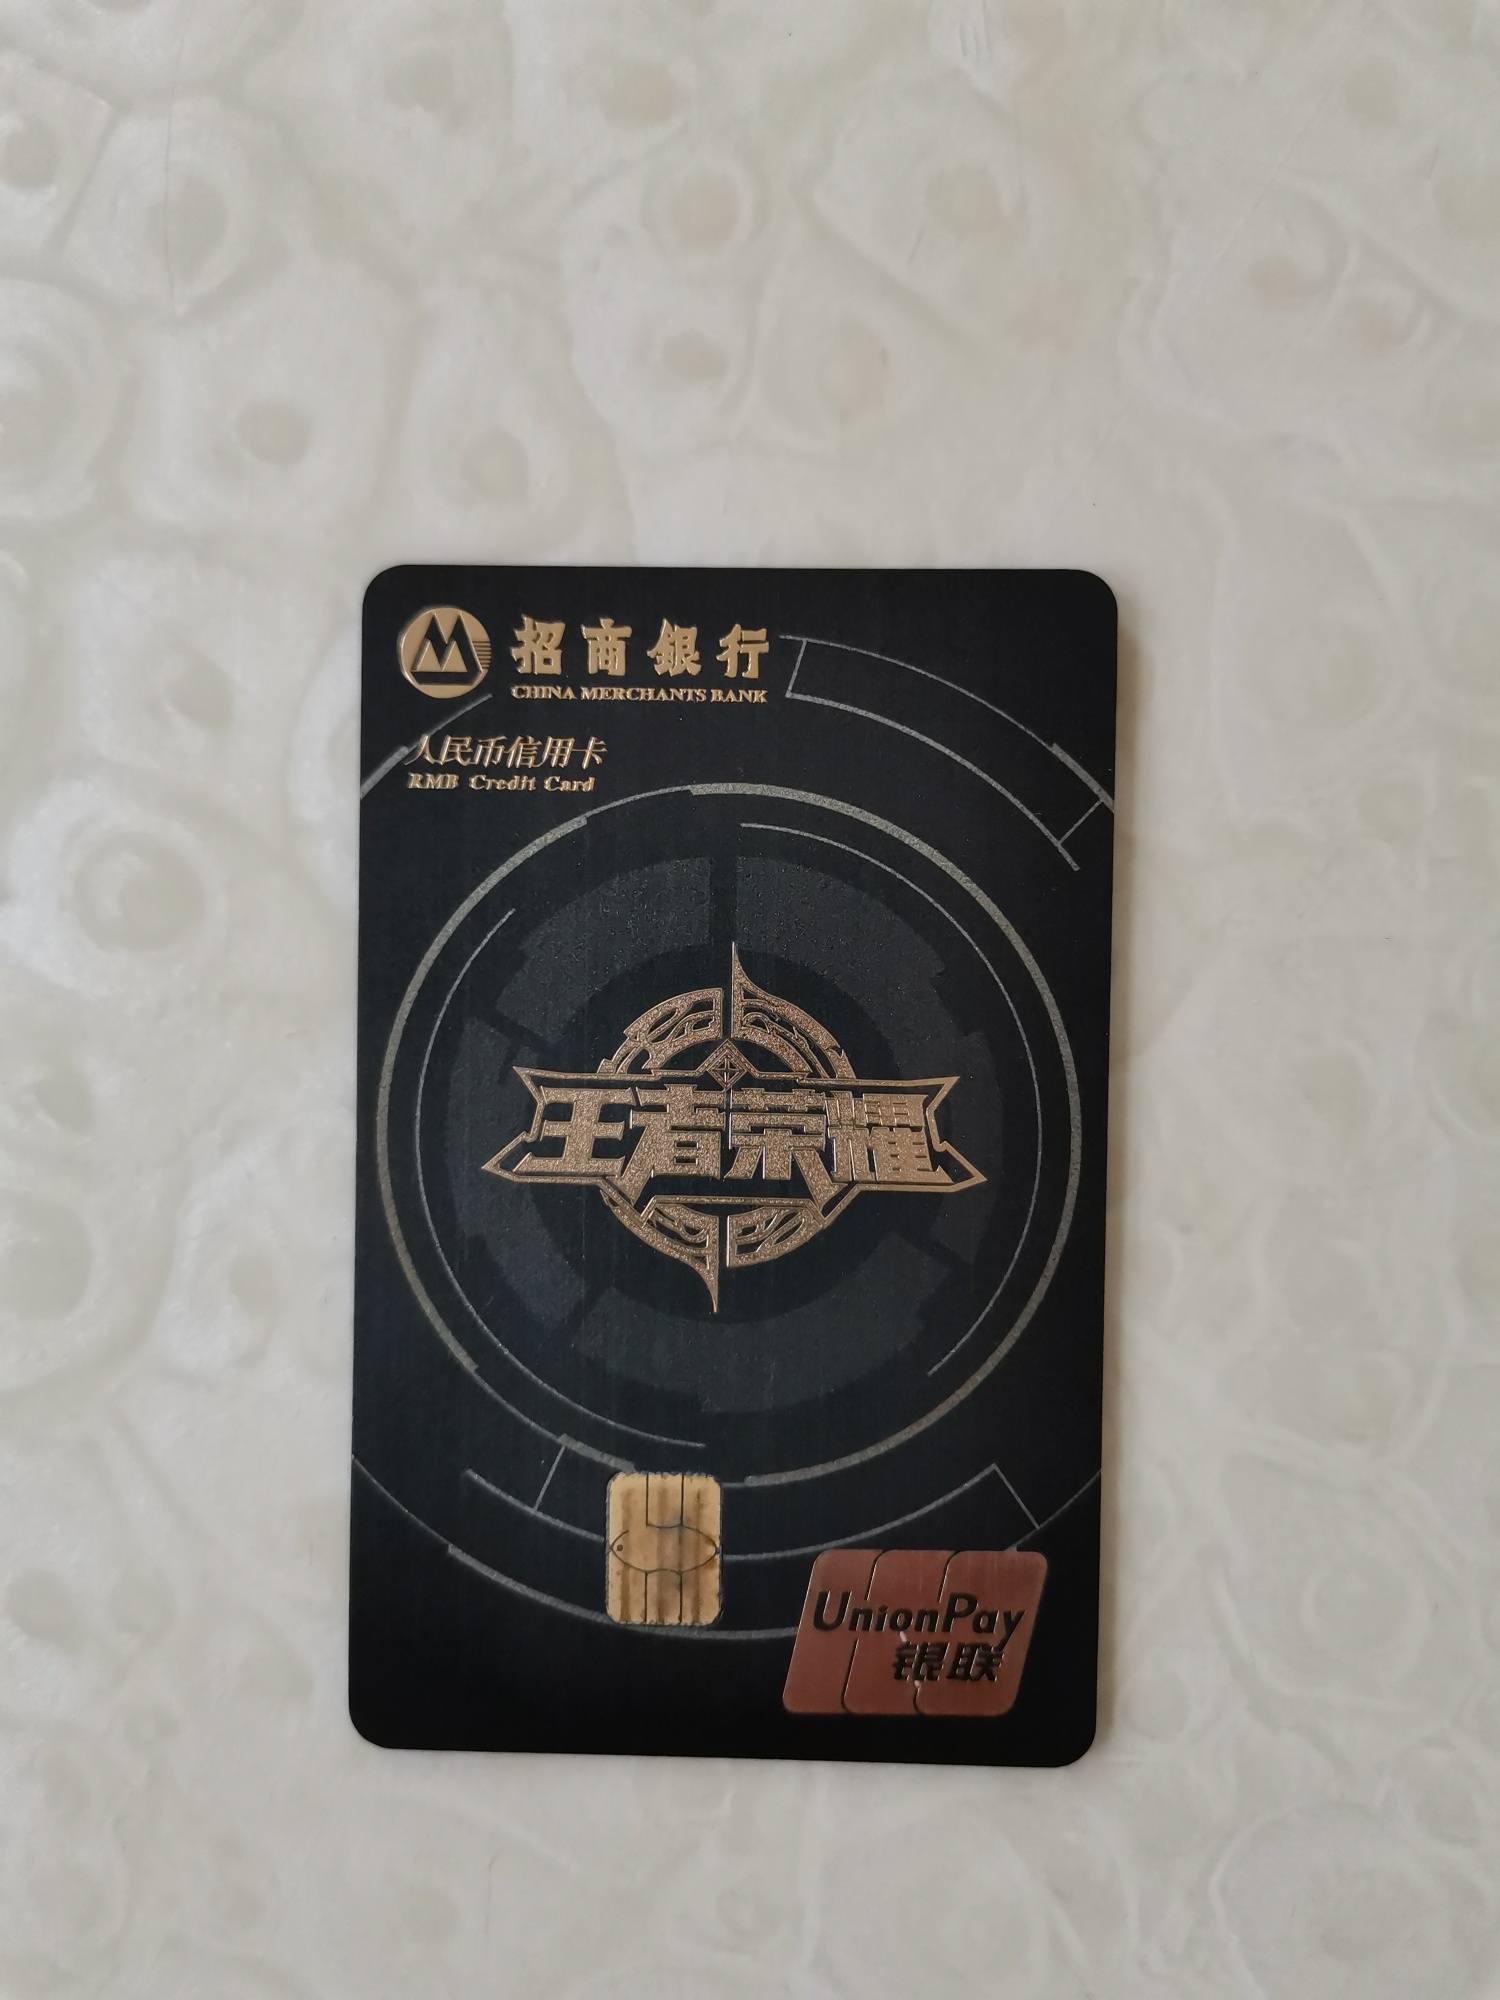 招商銀行
CHINA MERCHANTS BANK
人民币信用卡
RMB Credit Card
王者荣耀
UnionPay
银联